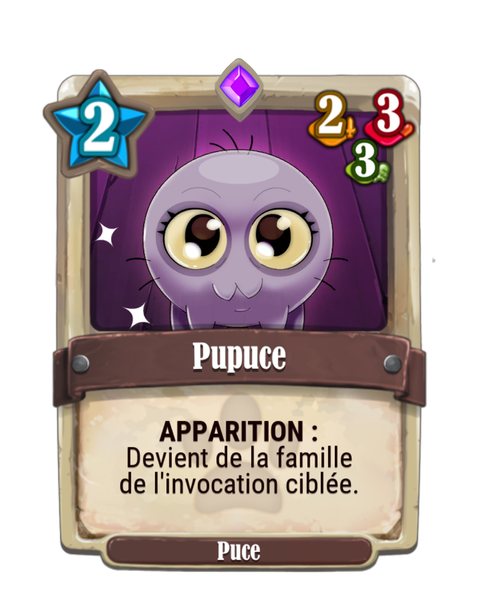 2
2 3
3
Pupuce
APPARITION :
Devient de la famille
de l'invocation ciblée.
Puce